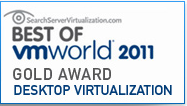 SearchServerVirtualization.com
BEST OF
vmworld 2011
GOLD AWARD
DESKTOP VIRTUALIZATION